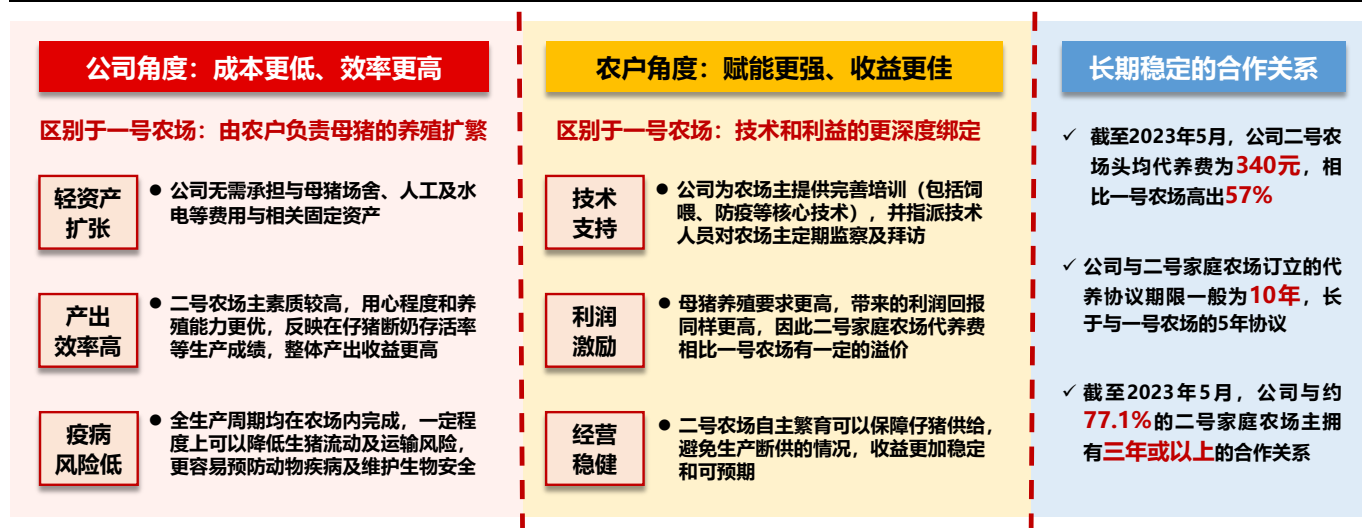 公司角度：成本更低、效率更高
区别于一号农场：由农户负责母猪的养殖扩繁
轻资产
扩张
● 公司无需承担与母猪场舍、人工及水
电等费用与相关固定资产
产出
效率高
● 二号农场主素质较高，用心程度和养
殖能力更优，反映在仔猪断奶存活率
等生产成绩，整体产出收益更高
疫病
风险低
● 全生产周期均在农场内完成，一定程
度上可以降低生猪流动及运输风险，
更容易预防动物疾病及维护生物安全
农户角度：赋能更强、收益更佳
区别于一号农场：技术和利益的更深度绑定
技术
支持
● 公司为农场主提供完善培训（包括饲
喂、防疫等核心技术），并指派技术
人员对农场主定期监察及拜访
利润
激励
● 母猪养殖要求更高，带来的利润回报
同样更高，因此二号家庭农场代养费
相比一号农场有一定的溢价
经营
稳健
● 二号农场自主繁育可以保障仔猪供给，
避免生产断供的情况，收益更加稳定
和可预期
长期稳定的合作关系
✓ 截至2023年5月，公司二号农
场头均代养费为340元，相
比一号农场高出57%
✓ 公司与二号家庭农场订立的代
养协议期限一般为10年，长
于与一号农场的5年协议
✓ 截至2023年5月，公司与约
77.1%的二号家庭农场主拥
有三年或以上的合作关系